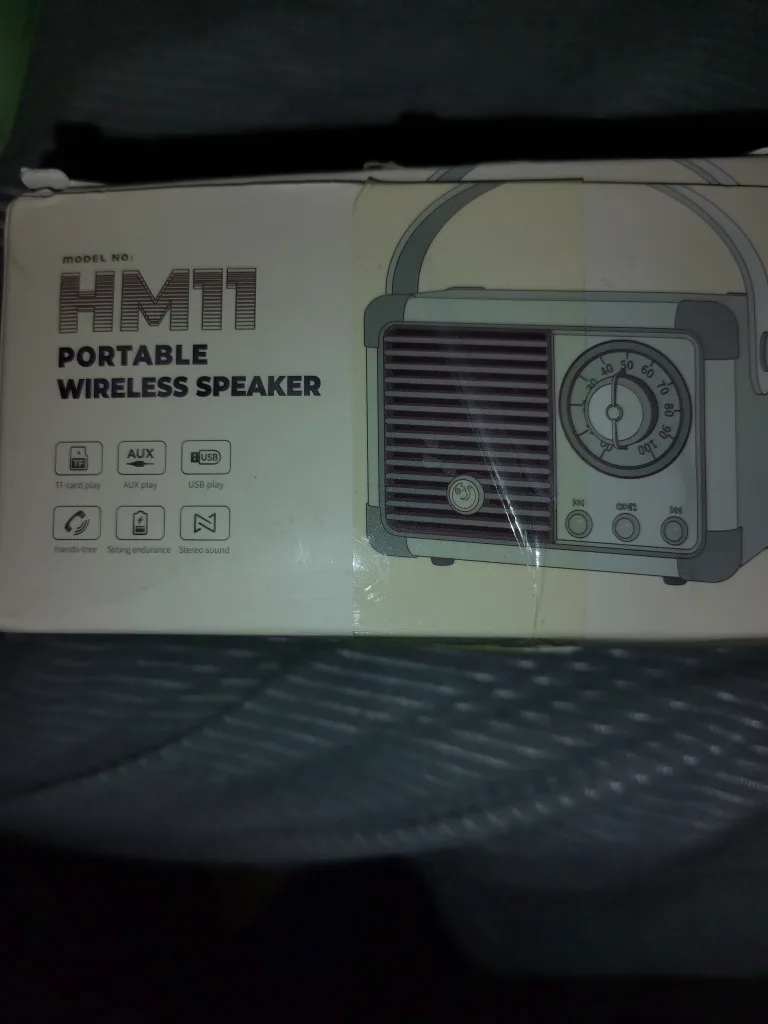 MODEL NO:
HM11
PORTABLE
WIRELESS SPEAKER
TF
AUX
USB
TF card play
AUX play
USB play
Hands-free
Strong endurance
Stereo sound
40 50 60 70 80 90 100